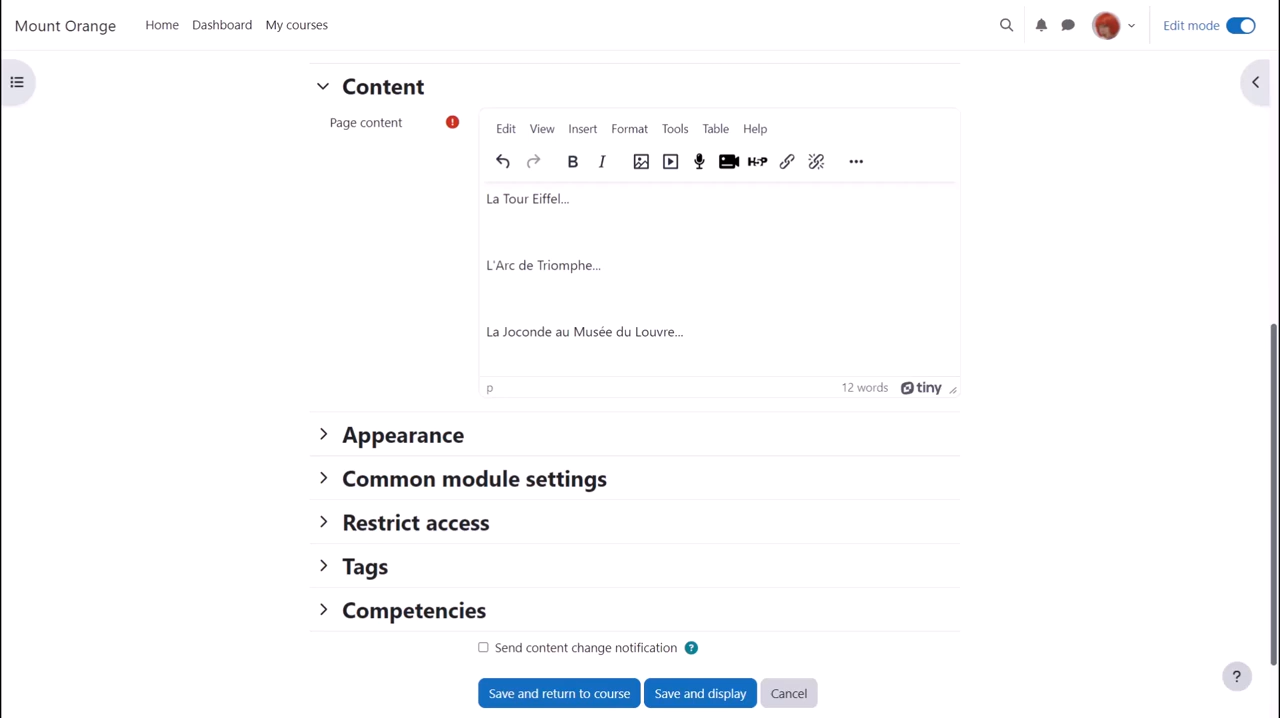 Mount Orange Home Dashboard My courses Edit mode
Content
Page content
Edit View Insert Format Tools Table Help
B I H-P
La Tour Eiffel...
L'Arc de Triomphe...
La Joconde au Musée du Louvre...
p 12 words tiny
Appearance
Common module settings
Restrict access
Tags
Competencies
Send content change notification ?
Save and return to course Save and display Cancel
?